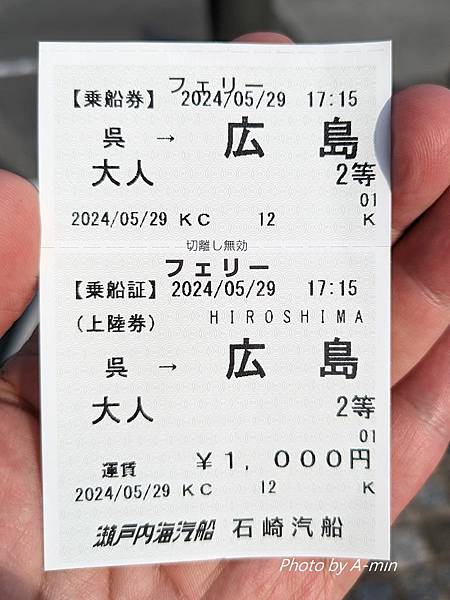 フェリー
【乗船券】 2024/05/29 17:15
呉 → 広島
大人 2等
01
2024/05/29 KC 12 K
切離し無効
フェリー
【乗船証】 2024/05/29 17:15
(上陸券) HIROSHIMA
呉 → 広島
大人 2等
01
運賃 ¥1,000円
2024/05/29 KC 12 K
瀬戸内海汽船 石崎汽船
Photo by A-min